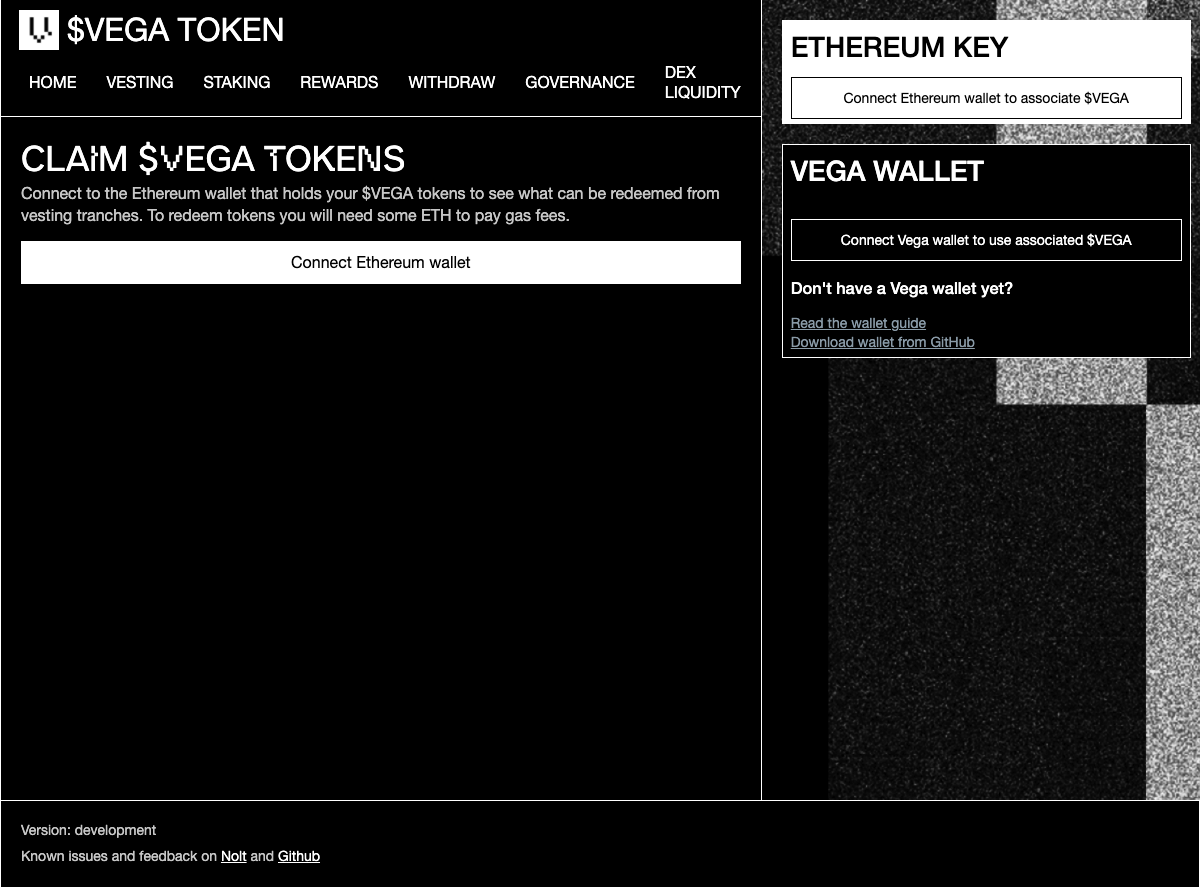 $VEGA TOKEN
HOME VESTING STAKING REWARDS WITHDRAW GOVERNANCE DEX
LIQUIDITY
CLAIM $VEGA TOKENS
Connect to the Ethereum wallet that holds your $VEGA tokens to see what can be redeemed from
vesting tranches. To redeem tokens you will need some ETH to pay gas fees.
Connect Ethereum wallet
ETHEREUM KEY
Connect Ethereum wallet to associate $VEGA
VEGA WALLET
Connect Vega wallet to use associated $VEGA
Don't have a Vega wallet yet?
Read the wallet guide
Download wallet from GitHub
Version: development
Known issues and feedback on Nolt and Github